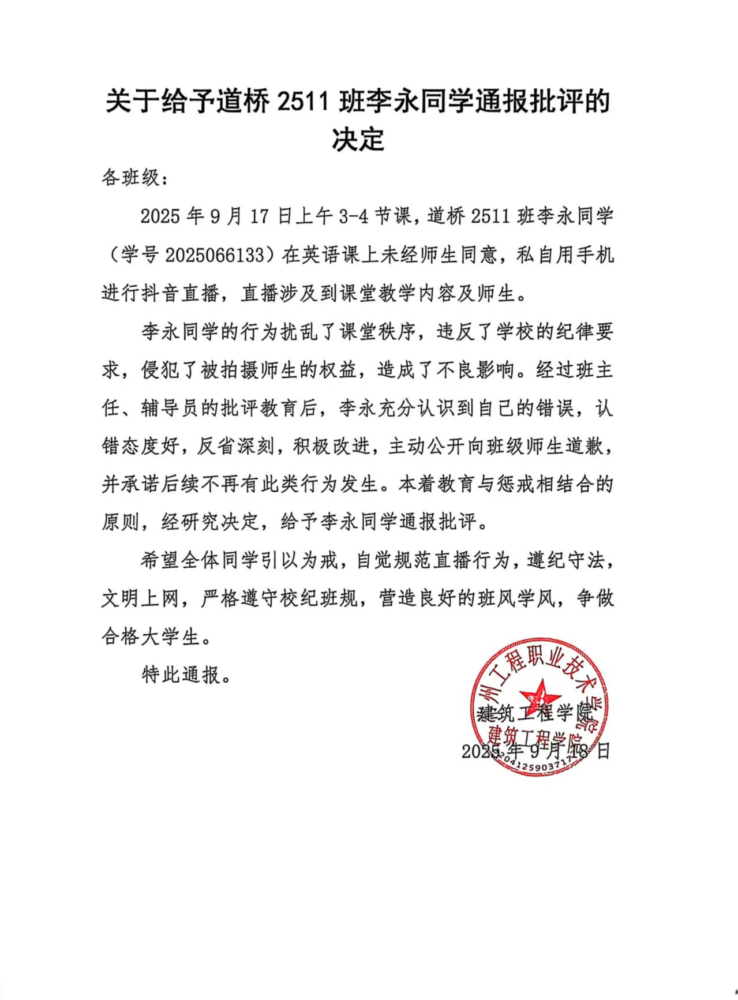 关于给予道桥 2511 班李永同学通报批评的
决定
各班级：
2025 年 9 月 17 日上午 3-4 节课，道桥 2511 班李永同学
（学号 2025066133）在英语课上未经师生同意，私自用手机
进行抖音直播，直播涉及到课堂教学内容及师生。
李永同学的行为扰乱了课堂秩序，违反了学校的纪律要
求，侵犯了被拍摄师生的权益，造成了不良影响。经过班主
任、辅导员的批评教育后，李永充分认识到自己的错误，认
错态度好，反省深刻，积极改进，主动公开向班级师生道歉，
并承诺后续不再有此类行为发生。本着教育与惩戒相结合的
原则，经研究决定，给予李永同学通报批评。
希望全体同学引以为戒，自觉规范直播行为，遵纪守法，
文明上网，严格遵守校纪班规，营造良好的班风学风，争做
合格大学生。
特此通报。
州工程职业技术学院
建筑工程学院
建筑工程学院
2025 年 9 月 18 日